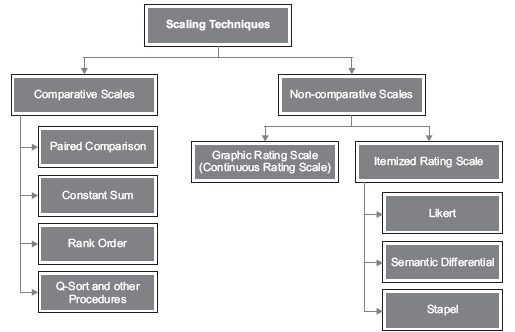 Scaling Techniques
Comparative Scales
Non-comparative Scales
Paired Comparison
Graphic Rating Scale
(Continuous Rating Scale)
Itemized Rating Scale
Constant Sum
Likert
Rank Order
Semantic Differential
Q-Sort and other
Procedures
Stapel